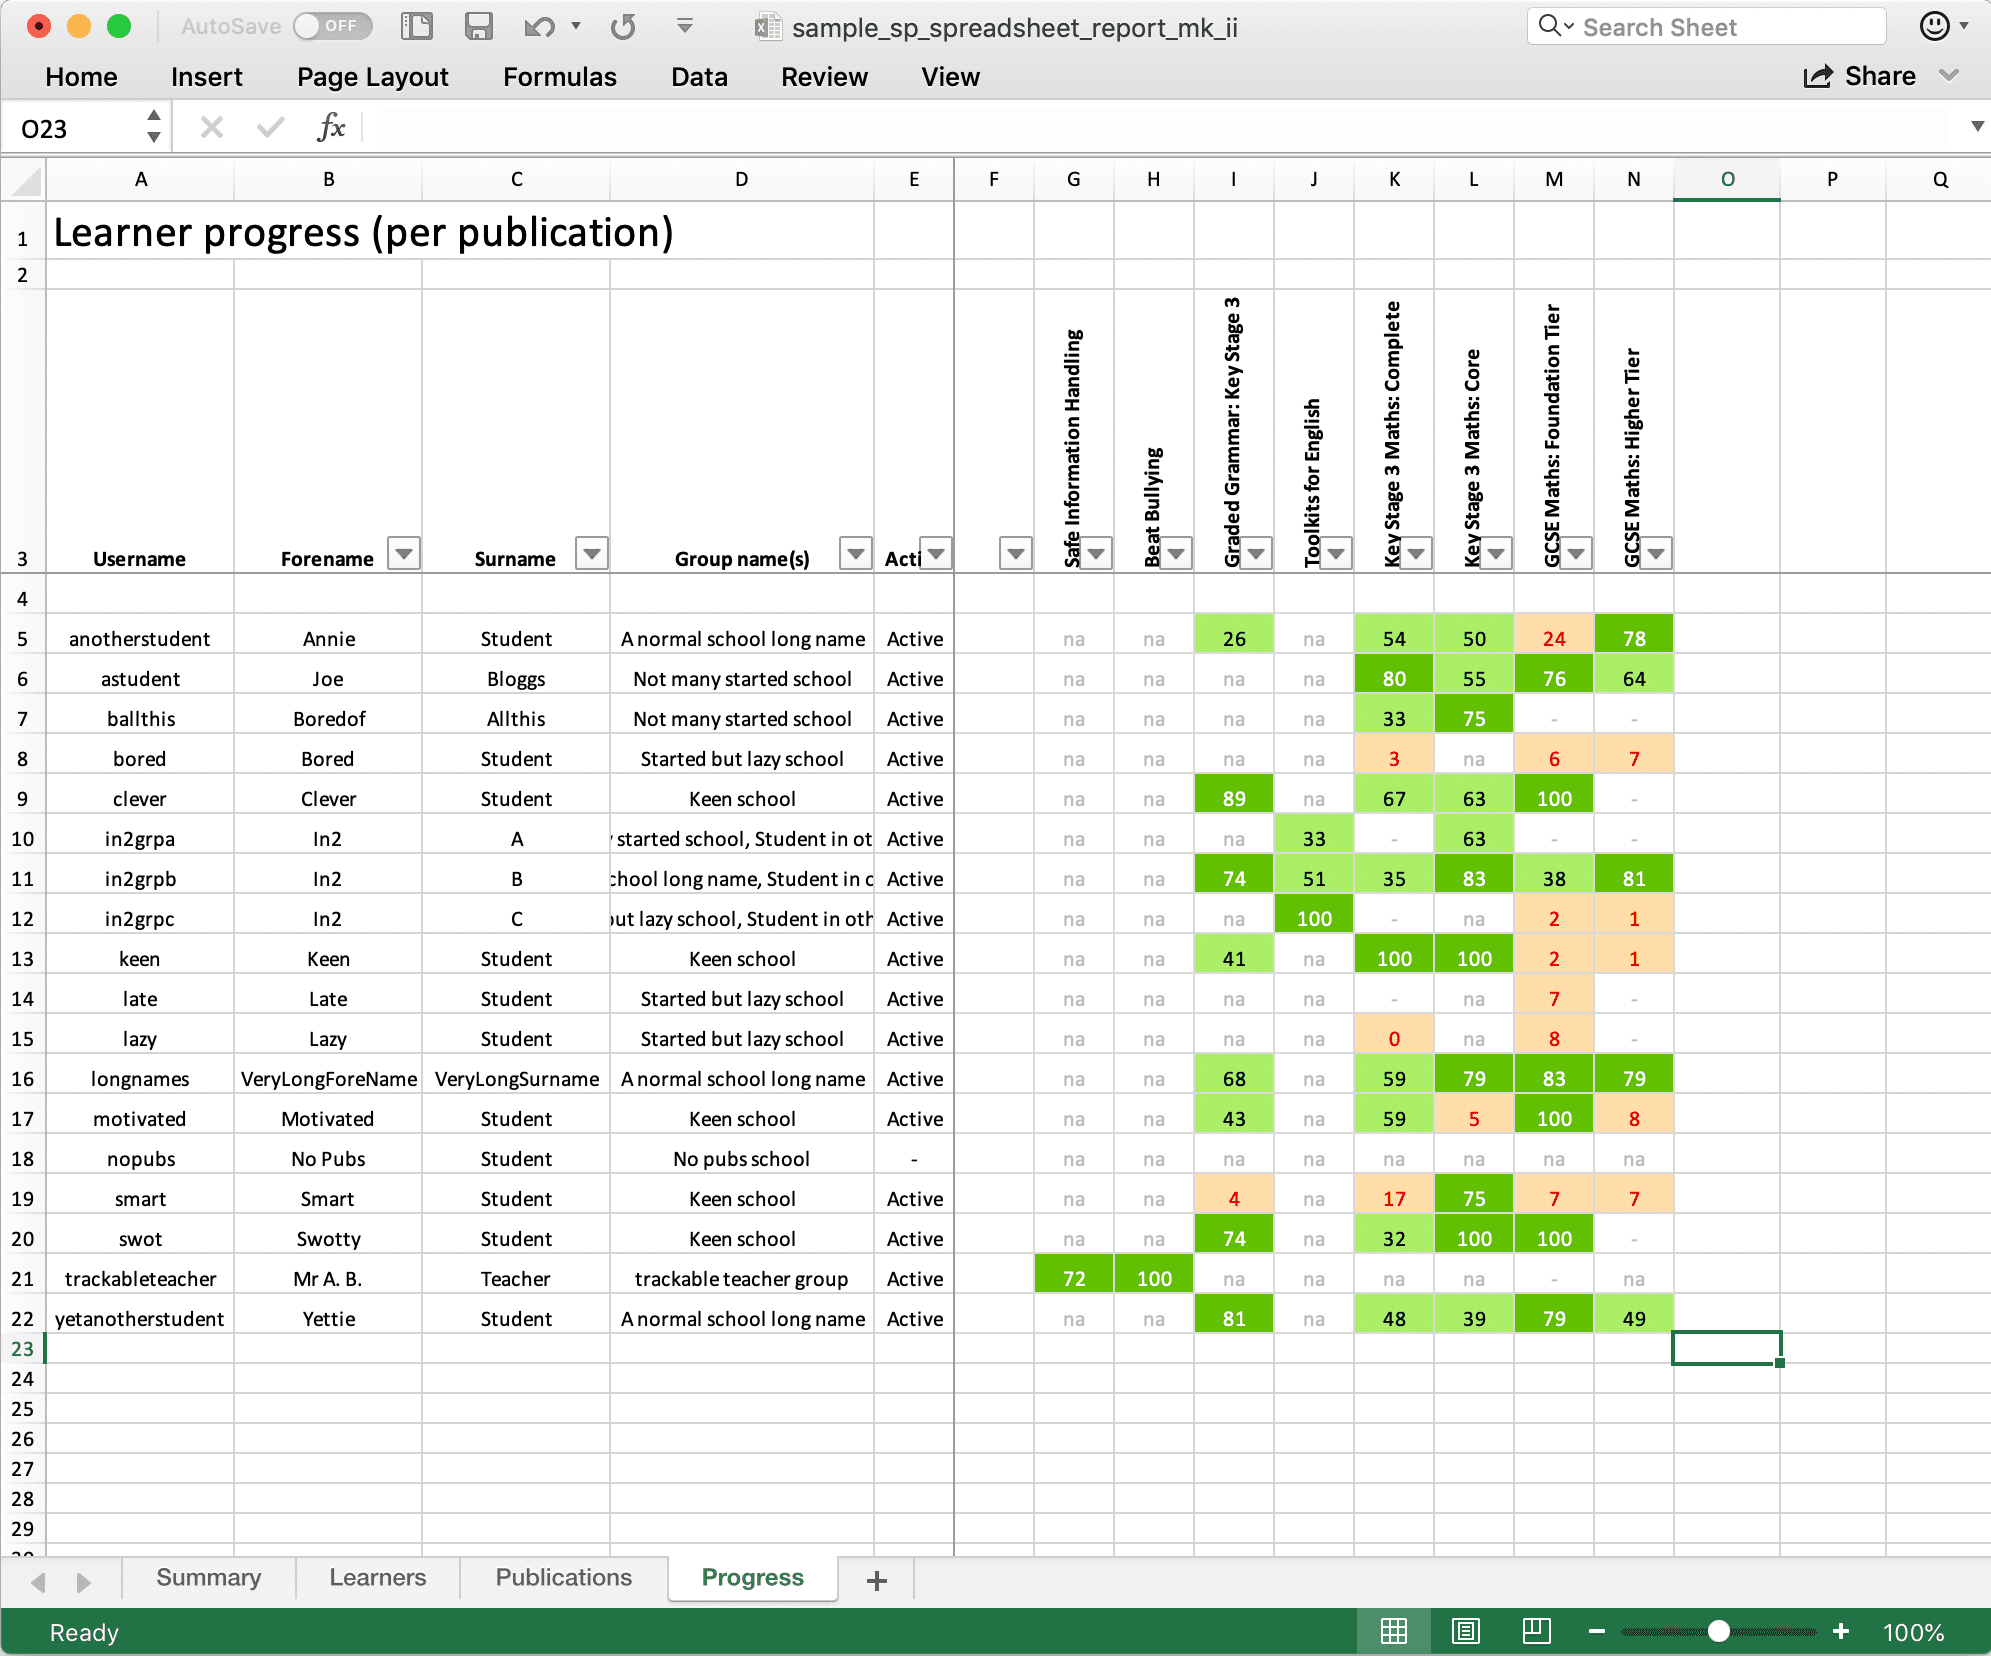 AutoSave OFF sample_sp_spreadsheet_report_mk_ii Search Sheet
Home Insert Page Layout Formulas Data Review View Share
O23 fx
A B C D E F G H I J K L M N O P Q
1 Learner progress (per publication)
2
3 Username Forename Surname Group name(s) Acti Safe Information Handling Beat Bullying Graded Grammar: Key Stage 3 Toolkits for English Key Stage 3 Maths: Complete Key Stage 3 Maths: Core GCSE Maths: Foundation Tier GCSE Maths: Higher Tier
4
5 anotherstudent Annie Student A normal school long name Active na na 26 na 54 50 24 78
6 astudent Joe Bloggs Not many started school Active na na na na 80 55 76 64
7 ballthis Boredof Allthis Not many started school Active na na na na 33 75 - -
8 bored Bored Student Started but lazy school Active na na na na 3 na 6 7
9 clever Clever Student Keen school Active na na 89 na 67 63 100 -
10 in2grpa In2 A started school, Student in ot Active na na na 33 - 63 - -
11 in2grpb In2 B chool long name, Student in Active na na 74 51 35 83 38 81
12 in2grpc In2 C ut lazy school, Student in oth Active na na na 100 - na 2 1
13 keen Keen Student Keen school Active na na 41 na 100 100 2 1
14 late Late Student Started but lazy school Active na na na na - na 7 -
15 lazy Lazy Student Started but lazy school Active na na na na 0 na 8 -
16 longnames VeryLongForeName VeryLongSurname A normal school long name Active na na 68 na 59 79 83 79
17 motivated Motivated Student Keen school Active na na 43 na 59 5 100 8
18 nopubs No Pubs Student No pubs school - na na na na na na na na
19 smart Smart Student Keen school Active na na 4 na 17 75 7 7
20 swot Swotty Student Keen school Active na na 74 na 32 100 100 -
21 trackableteacher Mr A. B. Teacher trackable teacher group Active 72 100 na na na na - na
22 yetanotherstudent Yettie Student A normal school long name Active na na 81 na 48 39 79 49
23
24
25
26
27
28
29
Summary Learners Publications Progress +
Ready 100%